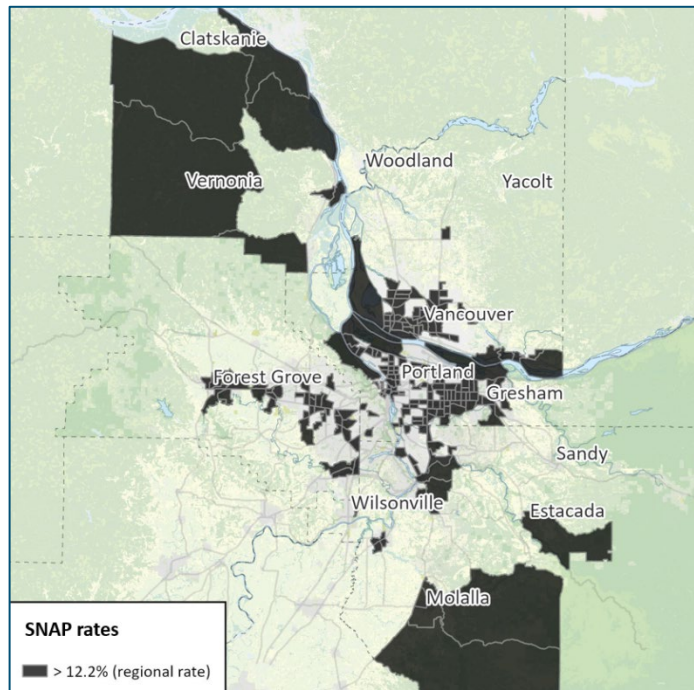 Clatskanie
Woodland
Vernonia
Yacolt
Vancouver
Portland
Forest Grove
Gresham
Sandy
Wilsonville
Estacada
Molalla
SNAP rates
> 12.2% (regional rate)